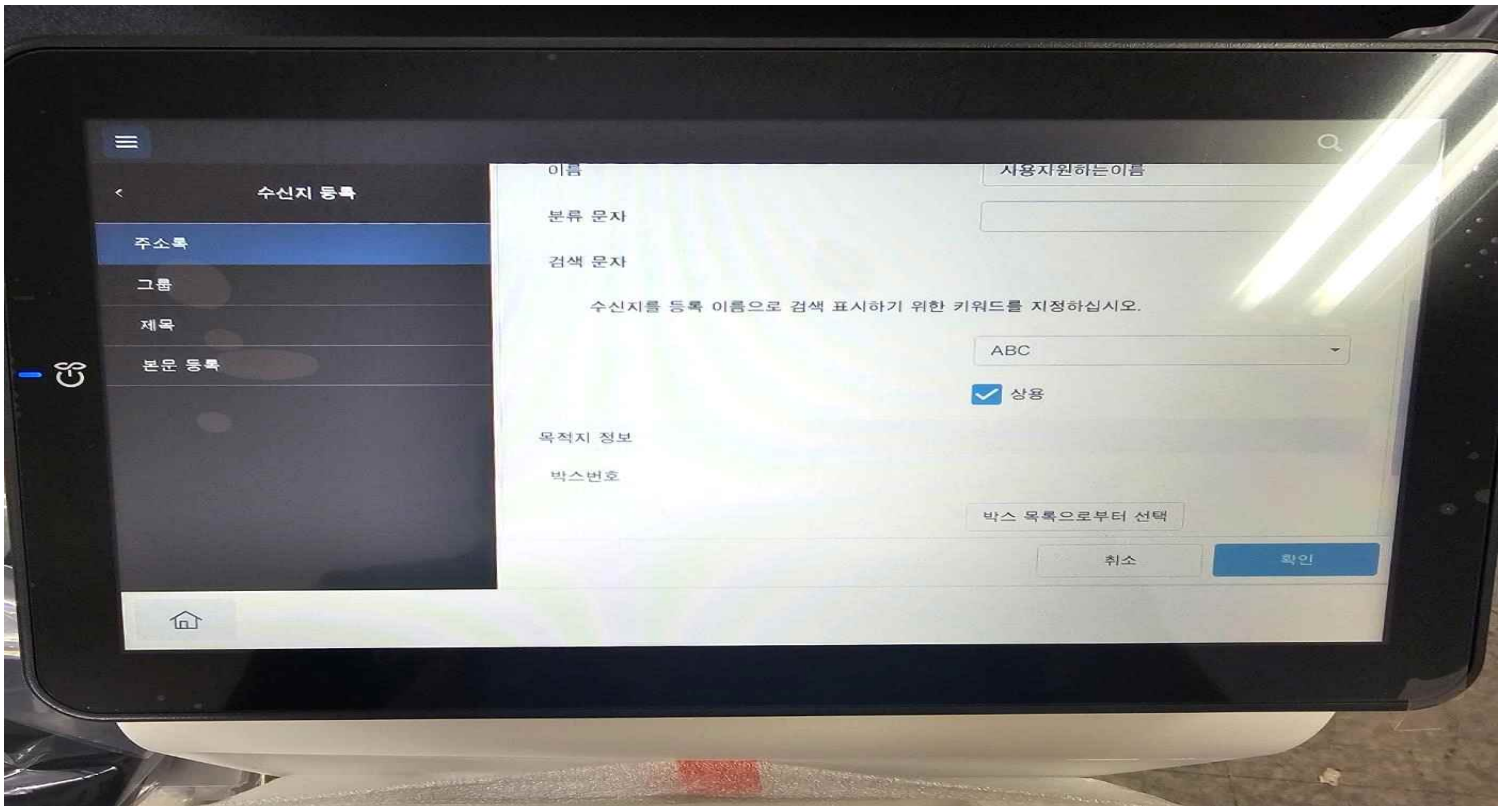 수신지 등록
주소록
그룹
제목
본문 등록
이름
사용자원하는이름
분류 문자
검색 문자
수신지를 등록 이름으로 검색 표시하기 위한 키워드를 지정하십시오.
ABC
상용
목적지 정보
박스번호
박스 목록으로부터 선택
취소
확인